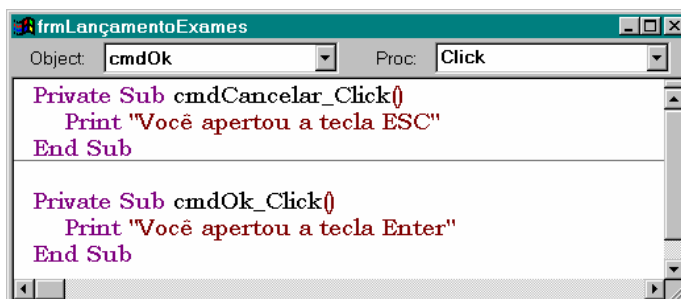 frmLançamentoExames
Object: cmdOk Proc: Click
Private Sub cmdCancelar_Click()
Print "Você apertou a tecla ESC"
End Sub
Private Sub cmdOk_Click()
Print "Você apertou a tecla Enter"
End Sub